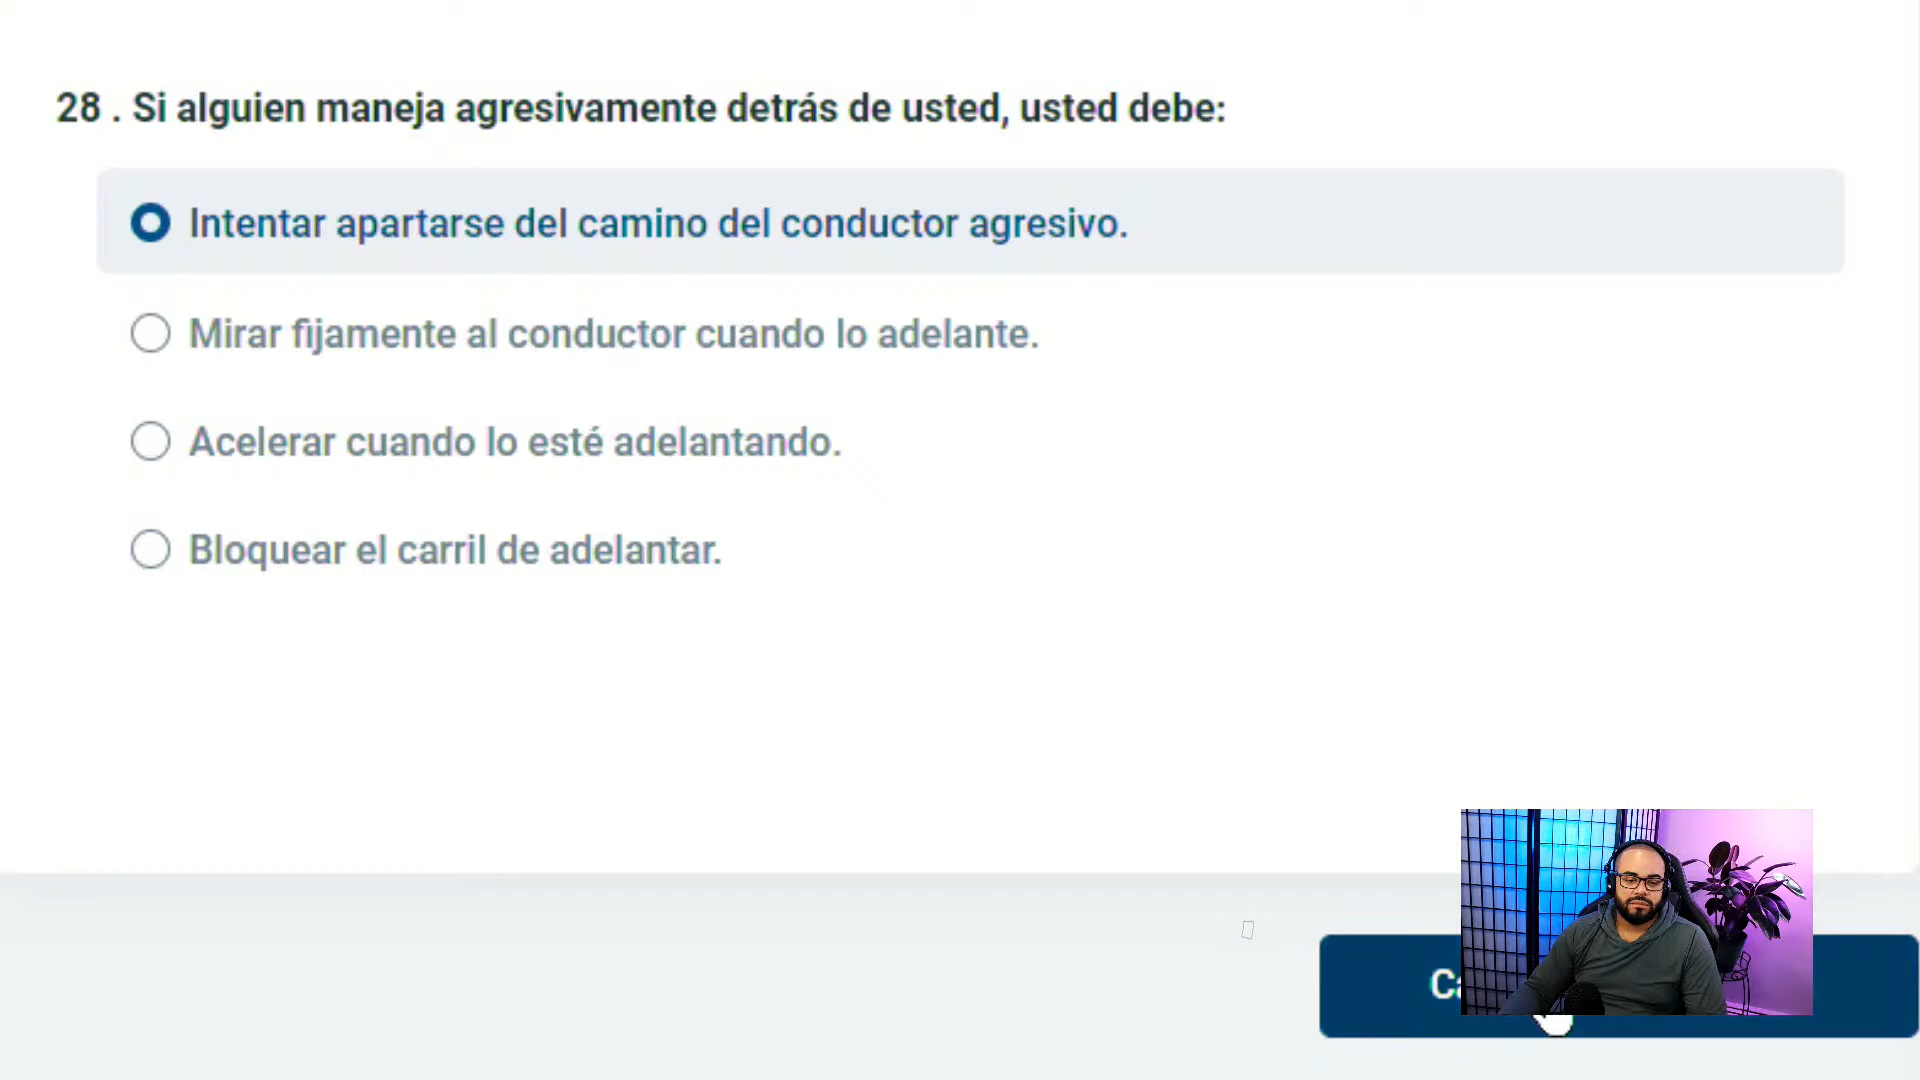 28 . Si alguien maneja agresivamente detrás de usted, usted debe:
Intentar apartarse del camino del conductor agresivo.
Mirar fijamente al conductor cuando lo adelante.
Acelerar cuando lo esté adelantando.
Bloquear el carril de adelantar.